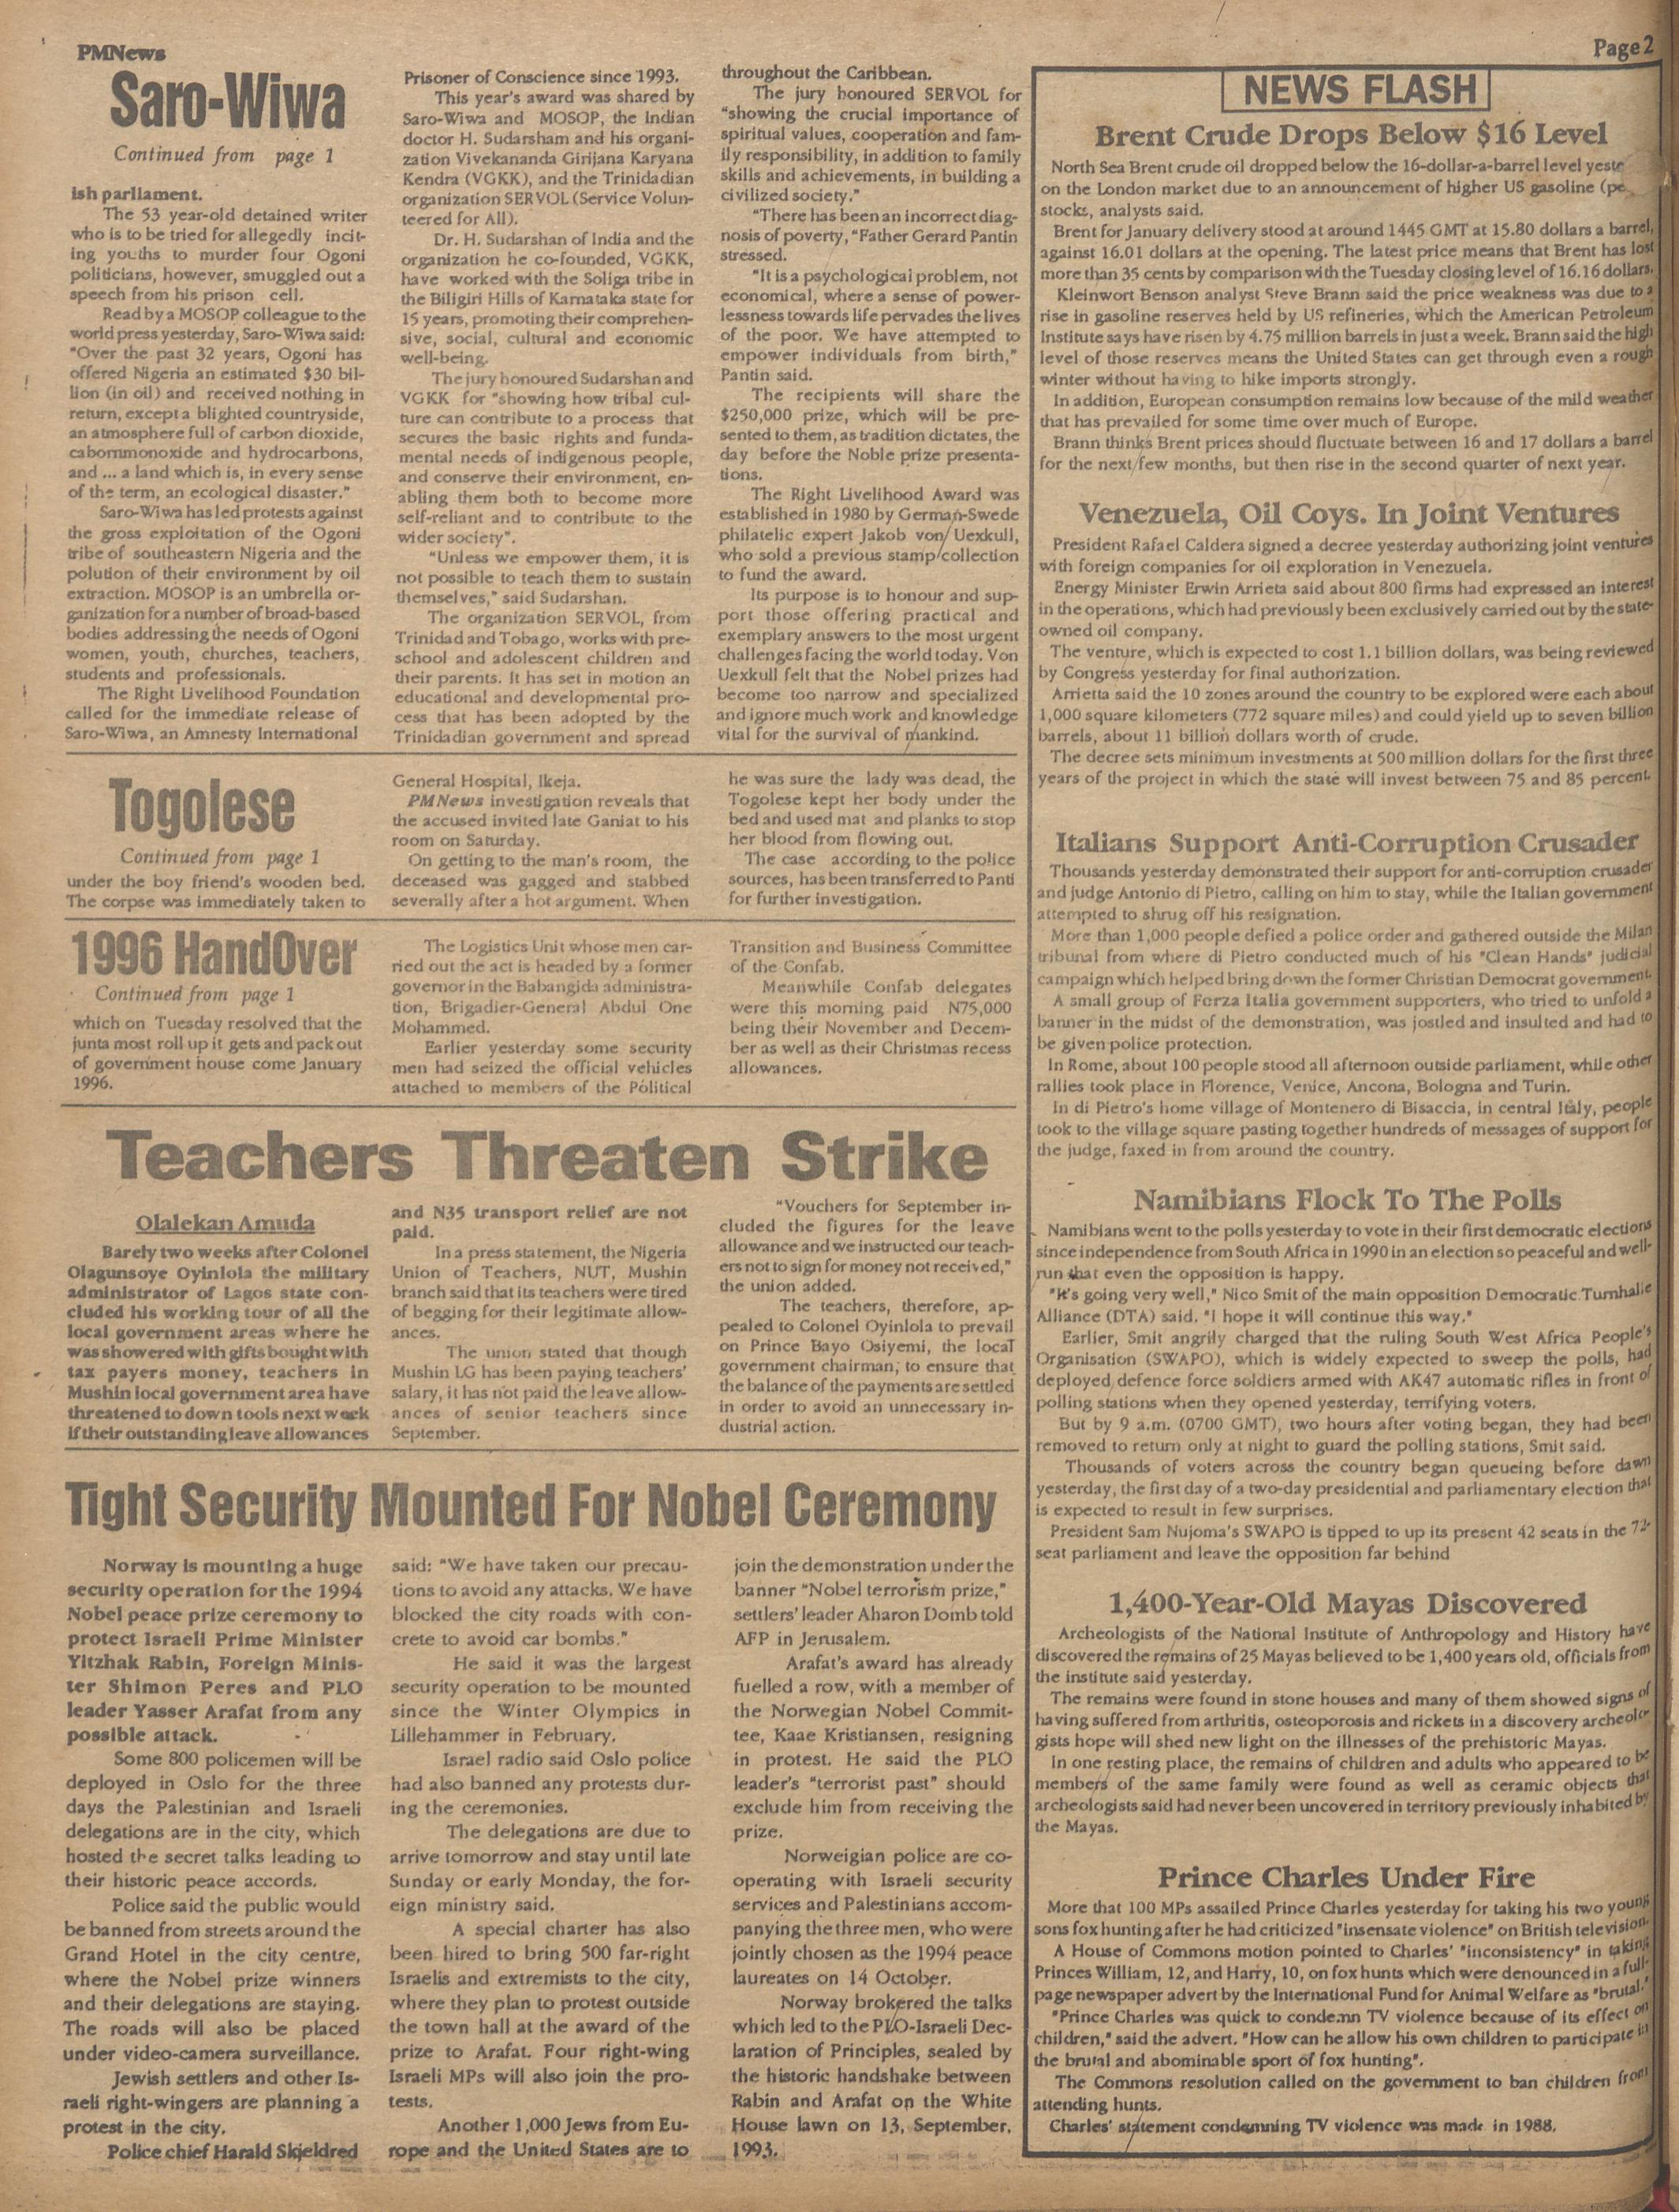 PMNews
Page 2
Saro-Wiwa
Continued from page 1
ish parliament.
The 53 year-old detained writer
who is to be tried for allegedly incit-
ing youths to murder four Ogoni
politicians, however, smuggled out a
speech from his prison cell.
Read by a MOSOP colleague to the
world press yesterday, Saro-Wiwa said:
"Over the past 32 years, Ogoni has
offered Nigeria an estimated $30 bil-
lion (in oil) and received nothing in
return, except a blighted countryside,
an atmosphere full of carbon dioxide,
cabornmonoxide and hydrocarbons,
and ... a land which is, in every sense
of the term, an ecological disaster."
Saro-Wiwa has led protests against
the gross exploitation of the Ogoni
tribe of southeastern Nigeria and the
polution of their environment by oil
extraction. MOSOP is an umbrella or-
ganization for a number of broad-based
bodies addressing the needs of Ogoni
women, youth, churches, teachers,
students and professionals.
The Right Livelihood Foundation
called for the immediate release of
Saro-Wiwa, an Amnesty International
Prisoner of Conscience since 1993.
This year's award was shared by
Saro-Wiwa and MOSOP, the Indian
doctor H. Sudarsham and his organi-
zation Vivekananda Girijana Karyana
Kendra (VGKK), and the Trinidadian
organization SERVOL (Service Volun-
teered for All).
Dr. H. Sudarshan of India and the
organization he co-founded, VGKK,
have worked with the Soliga tribe in
the Biligiri Hills of Karnataka state for
15 years, promoting their comprehen-
sive, social, cultural and economic
well-being.
The jury honoured Sudarshan and
VGKK for "showing how tribal cul-
ture can contribute to a process that
secures the basic rights and funda-
mental needs of indigenous people,
and conserve their environment, en-
abling them both to become more
self-reliant and to contribute to the
wider society".
"Unless we empower them, it is
not possible to teach them to sustain
themselves," said Sudarshan.
The organization SERVOL, from
Trinidad and Tobago, works with pre-
school and adolescent children and
their parents. It has set in motion an
educational and developmental pro-
cess that has been adopted by the
Trinidadian government and spread
throughout the Caribbean.
The jury honoured SERVOL for
"showing the crucial importance of
spiritual values, cooperation and fam-
ily responsibility, in addition to family
skills and achievements, in building a
civilized society."
"There has been an incorrect diag-
nosis of poverty, "Father Gerard Pantin
stressed.
"It is a psychological problem, not
economical, where a sense of power-
lessness towards life pervades the lives
of the poor. We have attempted to
empower individuals from birth,"
Pantin said.
The recipients will share the
$250,000 prize, which will be pre-
sented to them, as tradition dictates, the
day before the Noble prize presenta-
tions.
The Right Livelihood Award was
established in 1980 by German-Swede
philatelic expert Jakob von Uexkull,
who sold a previous stamp collection
to fund the award.
Its purpose is to honour and sup-
port those offering practical and
exemplary answers to the most urgent
challenges facing the world today. Von
Uexkull felt that the Nobel prizes had
become too narrow and specialized
and ignore much work and knowledge
vital for the survival of mankind.
Togolese
Continued from page 1
under the boy friend's wooden bed.
The corpse was immediately taken to
General Hospital, Ikeja.
PMNews investigation reveals that
the accused invited late Ganiat to his
room on Saturday.
On getting to the man's room, the
deceased was gagged and stabbed
severally after a hot argument. When
he was sure the lady was dead, the
Togolese kept her body under the
bed and used mat and planks to stop
her blood from flowing out.
The case according to the police
sources, has been transferred to Panti
for further investigation.
1996 HandOver
Continued from page 1
which on Tuesday resolved that the
junta most roll up it gets and pack out
of government house come January
1996.
The Logistics Unit whose men car-
ried out the act is headed by a former
governor in the Babangida administra-
tion, Brigadier-General Abdul One
Mohammed.
Earlier yesterday some security
men had seized the official vehicles
attached to members of the Political
Transition and Business Committee
of the Confab.
Meanwhile Confab delegates
were this morning paid N75,000
being their November and Decem-
ber as well as their Christmas recess
allowances.
Teachers Threaten Strike
Olalekan Amuda
Barely two weeks after Colonel
Olagunsoye Oyinlola the military
administrator of Lagos state con-
cluded his working tour of all the
local government areas where he
was showered with gifts bought with
tax payers money, teachers in
Mushin local government area have
threatened to down tools next week
if their outstanding leave allowances
and N35 transport relief are not
paid.
In a press statement, the Nigeria
Union of Teachers, NUT, Mushin
branch said that its teachers were tired
of begging for their legitimate allow-
ances.
The union stated that though
Mushin LG has been paying teachers'
salary, it has not paid the leave allow-
ances of senior teachers since
September.
"Vouchers for September in-
cluded the figures for the leave
allowance and we instructed our teach-
ers not to sign for money not received,"
the union added.
The teachers, therefore, ap-
pealed to Colonel Oyinlola to prevail
on Prince Bayo Osiyemi, the local
government chairman, to ensure that
the balance of the payments are settled
in order to avoid an unnecessary in-
dustrial action.
Tight Security Mounted For Nobel Ceremony
Norway is mounting a huge
security operation for the 1994
Nobel peace prize ceremony to
protect Israeli Prime Minister
Yitzhak Rabin, Foreign Minis-
ter Shimon Peres and PLO
leader Yasser Arafat from any
possible attack.
Some 800 policemen will be
deployed in Oslo for the three
days the Palestinian and Israeli
delegations are in the city, which
hosted the secret talks leading to
their historic peace accords.
Police said the public would
be banned from streets around the
Grand Hotel in the city centre,
where the Nobel prize winners
and their delegations are staying.
The roads will also be placed
under video-camera surveillance.
Jewish settlers and other Is-
raeli right-wingers are planning a
protest in the city.
Police chief Harald Skjeldred
said: "We have taken our precau-
tions to avoid any attacks. We have
blocked the city roads with con-
crete to avoid car bombs."
He said it was the largest
security operation to be mounted
since the Winter Olympics in
Lillehammer in February.
Israel radio said Oslo police
had also banned any protests dur-
ing the ceremonies.
The delegations are due to
arrive tomorrow and stay until late
Sunday or early Monday, the for-
eign ministry said.
A special charter has also
been hired to bring 500 far-right
Israelis and extremists to the city,
where they plan to protest outside
the town hall at the award of the
prize to Arafat. Four right-wing
Israeli MPs will also join the pro-
tests.
Another 1,000 Jews from Eu-
rope and the United States are to
join the demonstration under the
banner "Nobel terrorism prize,"
settlers' leader Aharon Domb told
AFP in Jerusalem.
Arafat's award has already
fuelled a row, with a member of
the Norwegian Nobel Commit-
tee, Kaae Kristiansen, resigning
in protest. He said the PLO
leader's "terrorist past" should
exclude him from receiving the
prize.
Norweigian police are co-
operating with Israeli security
services and Palestinians accom-
panying the three men, who were
jointly chosen as the 1994 peace
laureates on 14 October.
Norway brokered the talks
which led to the PLO-Israeli Dec-
laration of Principles, sealed by
the historic handshake between
Rabin and Arafat on the White
House lawn on 13, September,
1993.
NEWS FLASH
Brent Crude Drops Below $16 Level
North Sea Brent crude oil dropped below the 16-dollar-a-barrel level yeste
on the London market due to an announcement of higher US gasoline (pe
stocks, analysts said.
Brent for January delivery stood at around 1445 GMT at 15.80 dollars a barrel,
against 16.01 dollars at the opening. The latest price means that Brent has lost
more than 35 cents by comparison with the Tuesday closing level of 16.16 dollars.
Kleinwort Benson analyst Steve Brann said the price weakness was due to a
rise in gasoline reserves held by US refineries, which the American Petroleum
Institute says have risen by 4.75 million barrels in just a week. Brann said the high
level of those reserves means the United States can get through even a rough
winter without having to hike imports strongly.
In addition, European consumption remains low because of the mild weather
that has prevailed for some time over much of Europe.
Brann thinks Brent prices should fluctuate between 16 and 17 dollars a barrel
for the next few months, but then rise in the second quarter of next year.
Venezuela, Oil Coys. In Joint Ventures
President Rafael Caldera signed a decree yesterday authorizing joint ventures
with foreign companies for oil exploration in Venezuela.
Energy Minister Erwin Arrieta said about 800 firms had expressed an interest
in the operations, which had previously been exclusively carried out by the state-
owned oil company.
The venture, which is expected to cost 1.1 billion dollars, was being reviewed
by Congress yesterday for final authorization.
Arrietta said the 10 zones around the country to be explored were each about
1,000 square kilometers (772 square miles) and could yield up to seven billion
barrels, about 11 billion dollars worth of crude.
The decree sets minimum investments at 500 million dollars for the first three
years of the project in which the state will invest between 75 and 85 percent.
Italians Support Anti-Corruption Crusader
Thousands yesterday demonstrated their support for anti-corruption crusader
and judge Antonio di Pietro, calling on him to stay, while the Italian government
attempted to shrug off his resignation.
More than 1,000 people defied a police order and gathered outside the Milan
tribunal from where di Pietro conducted much of his "Clean Hands" judicial
campaign which helped bring down the former Christian Democrat government.
A small group of Forza Italia government supporters, who tried to unfold a
banner in the midst of the demonstration, was jostled and insulted and had to
be given police protection.
In Rome, about 100 people stood all afternoon outside parliament, while other
rallies took place in Florence, Venice, Ancona, Bologna and Turin.
In di Pietro's home village of Montenero di Bisaccia, in central Italy, people
took to the village square pasting together hundreds of messages of support for
the judge, faxed in from around the country.
Namibians Flock To The Polls
Namibians went to the polls yesterday to vote in their first democratic elections
since independence from South Africa in 1990 in an election so peaceful and well-
run that even the opposition is happy.
"It's going very well," Nico Smit of the main opposition Democratic Turnhalle
Alliance (DTA) said. "I hope it will continue this way."
Earlier, Smit angrily charged that the ruling South West Africa People's
Organisation (SWAPO), which is widely expected to sweep the polls, had
deployed defence force soldiers armed with AK47 automatic rifles in front of
polling stations when they opened yesterday, terrifying voters.
But by 9 a.m. (0700 GMT), two hours after voting began, they had been
removed to return only at night to guard the polling stations, Smit said.
Thousands of voters across the country began queueing before dawn
yesterday, the first day of a two-day presidential and parliamentary election that
is expected to result in few surprises.
President Sam Nujoma's SWAPO is tipped to up its present 42 seats in the 72-
seat parliament and leave the opposition far behind
1,400-Year-Old Mayas Discovered
Archeologists of the National Institute of Anthropology and History have
discovered the remains of 25 Mayas believed to be 1,400 years old, officials from
the institute said yesterday.
The remains were found in stone houses and many of them showed signs of
having suffered from arthritis, osteoporosis and rickets in a discovery archeolo-
gists hope will shed new light on the illnesses of the prehistoric Mayas.
In one resting place, the remains of children and adults who appeared to be
members of the same family were found as well as ceramic objects that
archeologists said had never been uncovered in territory previously inhabited by
the Mayas.
Prince Charles Under Fire
More that 100 MPs assailed Prince Charles yesterday for taking his two young
sons fox hunting after he had criticized "insensate violence" on British television.
A House of Commons motion pointed to Charles' "inconsistency" in taking
Princes William, 12, and Harry, 10, on fox hunts which were denounced in a full-
page newspaper advert by the International Fund for Animal Welfare as "brutal."
"Prince Charles was quick to condemn TV violence because of its effect on
children," said the advert. "How can he allow his own children to participate in
the brutal and abominable sport of fox hunting".
The Commons resolution called on the government to ban children from
attending hunts.
Charles' statement condemning TV violence was made in 1988.